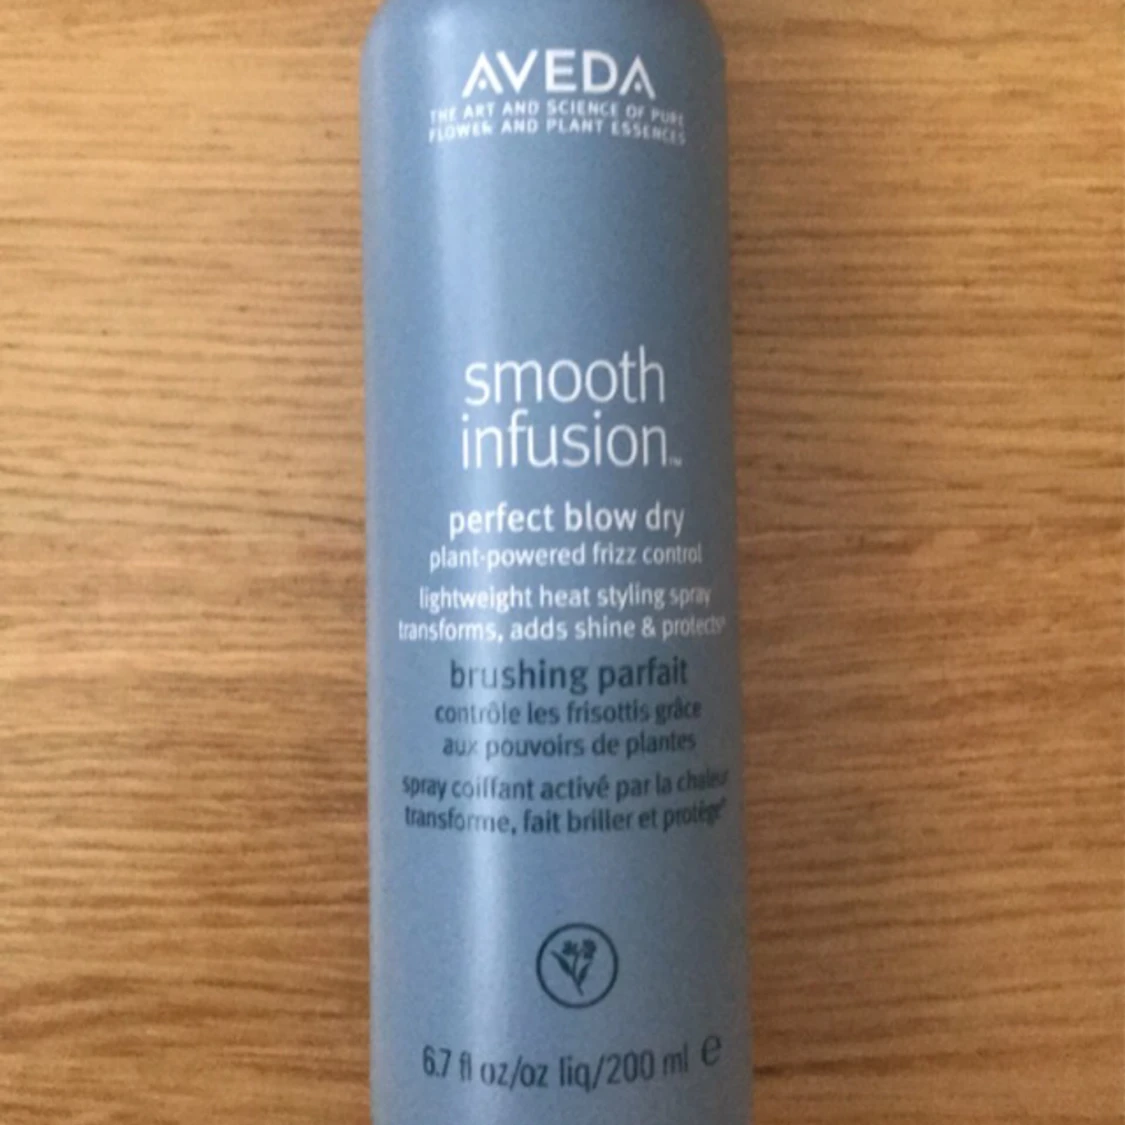 AVEDA
THE ART AND SCIENCE OF PURE
FLOWER AND PLANT ESSENCES
smooth
infusion™
perfect blow dry
plant-powered frizz control
lightweight heat styling spray
transforms, adds shine & protects*
brushing parfait
contrôle les frisottis grâce
aux pouvoirs de plantes
spray coiffant activé par la chaleur
transforme, fait briller et protège*
6.7 fl oz/oz liq/200 ml ℮